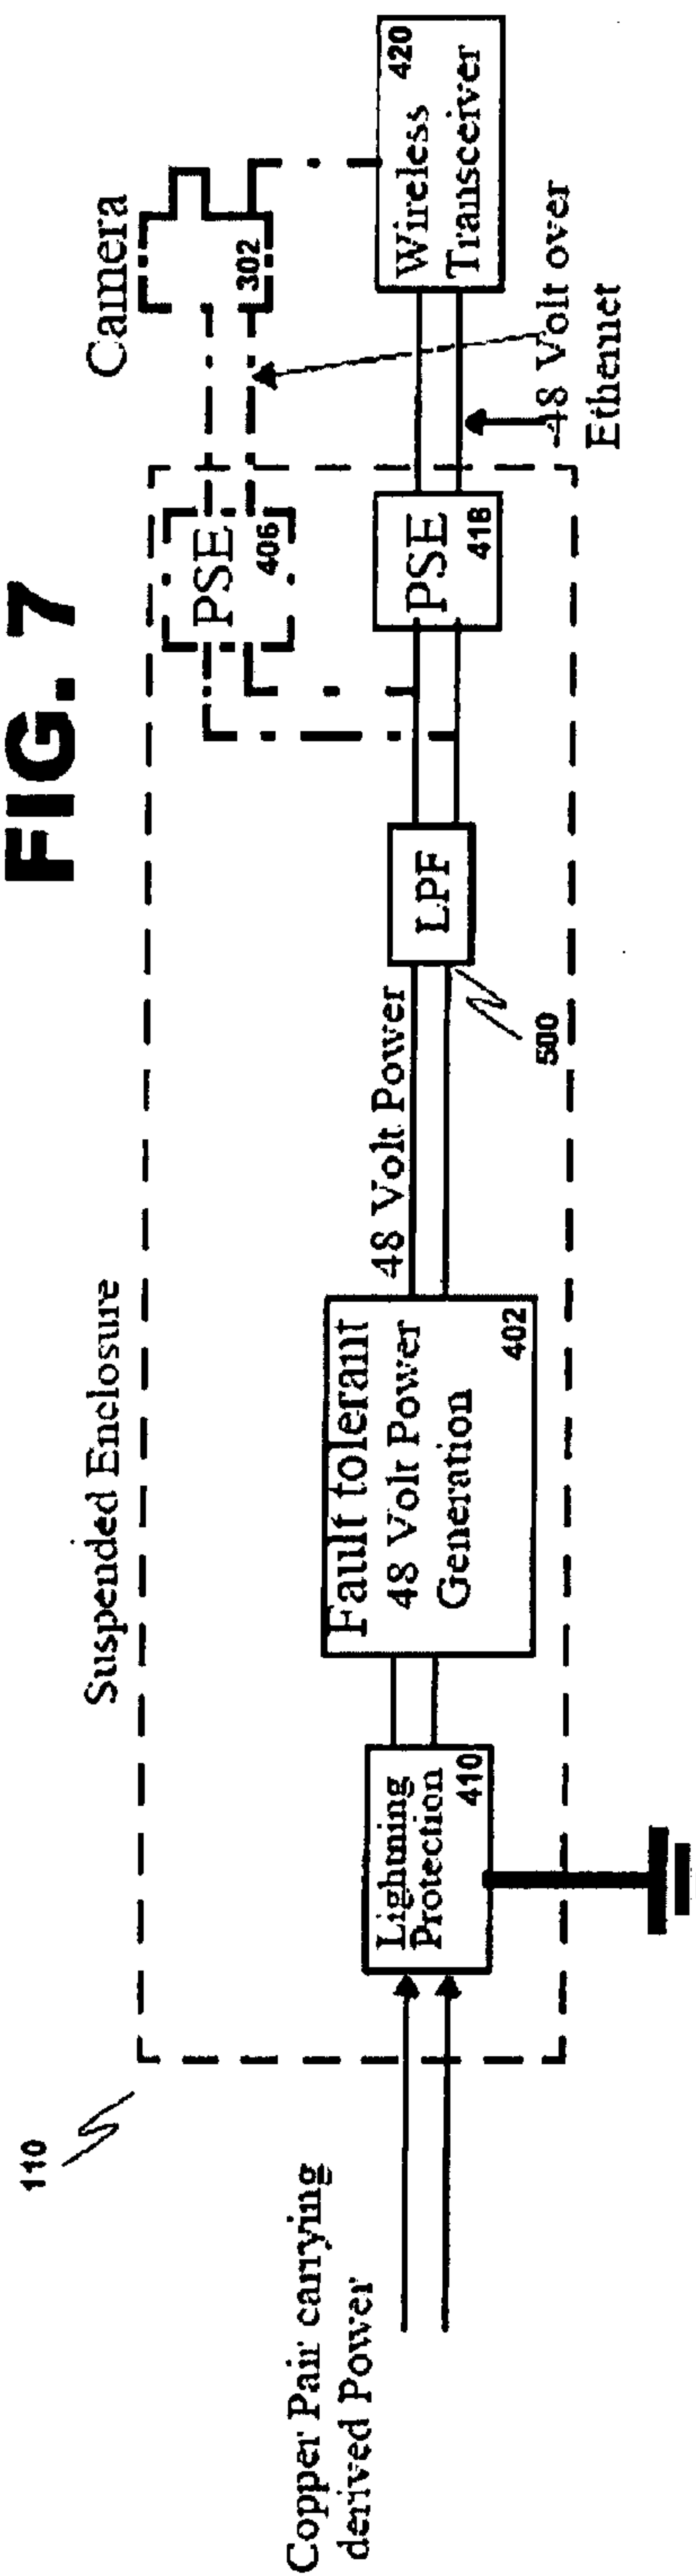 FIG. 7
110
Suspended Enclosure
Camera
302
PSE
406
Copper Pair carrying
derived Power
Lightning
Protection
410
Fault tolerant
48 Volt Power
Generation
402
48 Volt Power
LPF
500
PSE
418
420
Wireless
Transceiver
48 Volt over
Ethernet